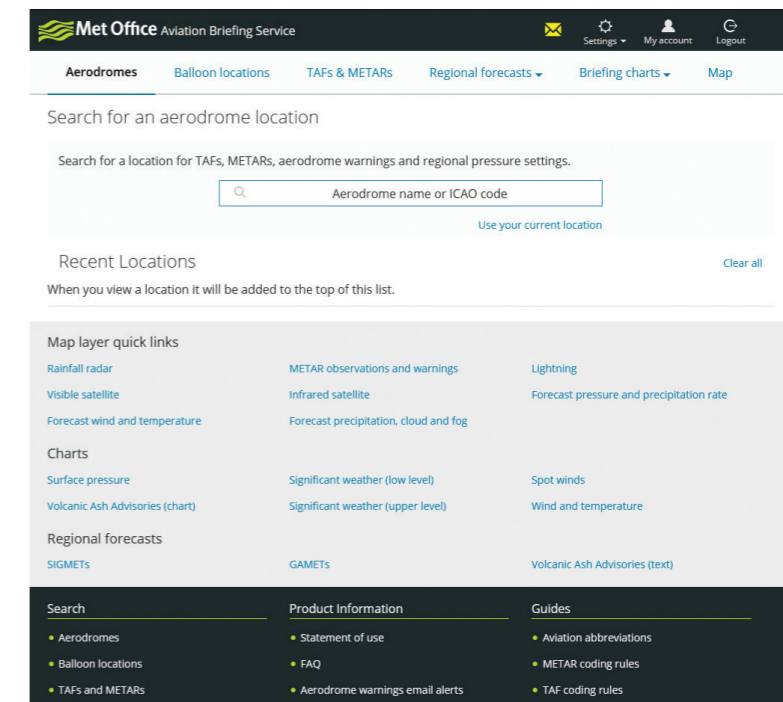 Met Office Aviation Briefing Service
Settings My account Logout
Aerodromes Balloon locations TAFs & METARs Regional forecasts Briefing charts Map
Search for an aerodrome location
Search for a location for TAFs, METARs, aerodrome warnings and regional pressure settings.
Aerodrome name or ICAO code
Use your current location
Recent Locations Clear all
When you view a location it will be added to the top of this list.
Map layer quick links
Rainfall radar METAR observations and warnings Lightning
Visible satellite Infrared satellite Forecast pressure and precipitation rate
Forecast wind and temperature Forecast precipitation, cloud and fog
Charts
Surface pressure Significant weather (low level) Spot winds
Volcanic Ash Advisories (chart) Significant weather (upper level) Wind and temperature
Regional forecasts
SIGMETs GAMETs Volcanic Ash Advisories (text)
Search Product Information Guides
• Aerodromes • Statement of use • Aviation abbreviations
• Balloon locations • FAQ • METAR coding rules
• TAFs and METARs • Aerodrome warnings email alerts • TAF coding rules